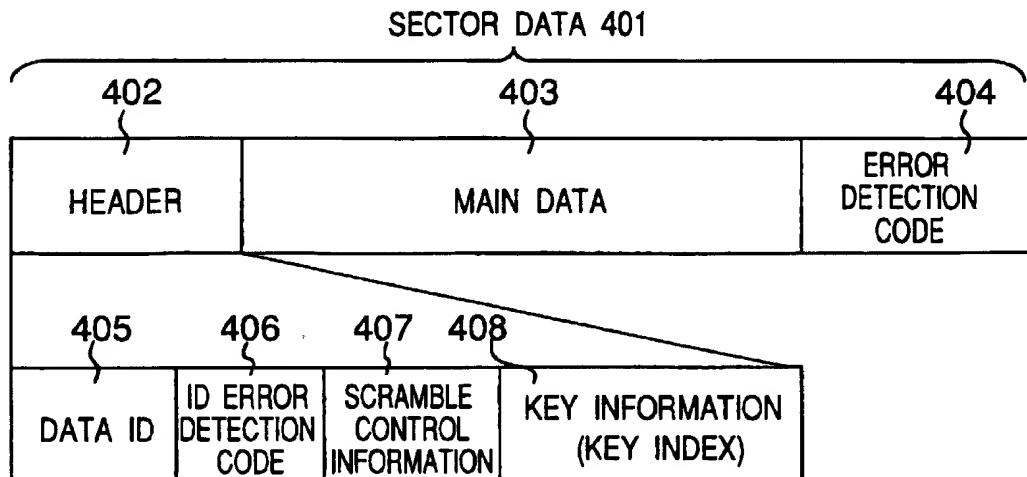 SECTOR DATA 401
402 403 404
HEADER
MAIN DATA
ERROR
DETECTION
CODE
405 406 407 408
DATA ID
ID ERROR
DETECTION
CODE
SCRAMBLE
CONTROL
INFORMATION
KEY INFORMATION
(KEY INDEX)